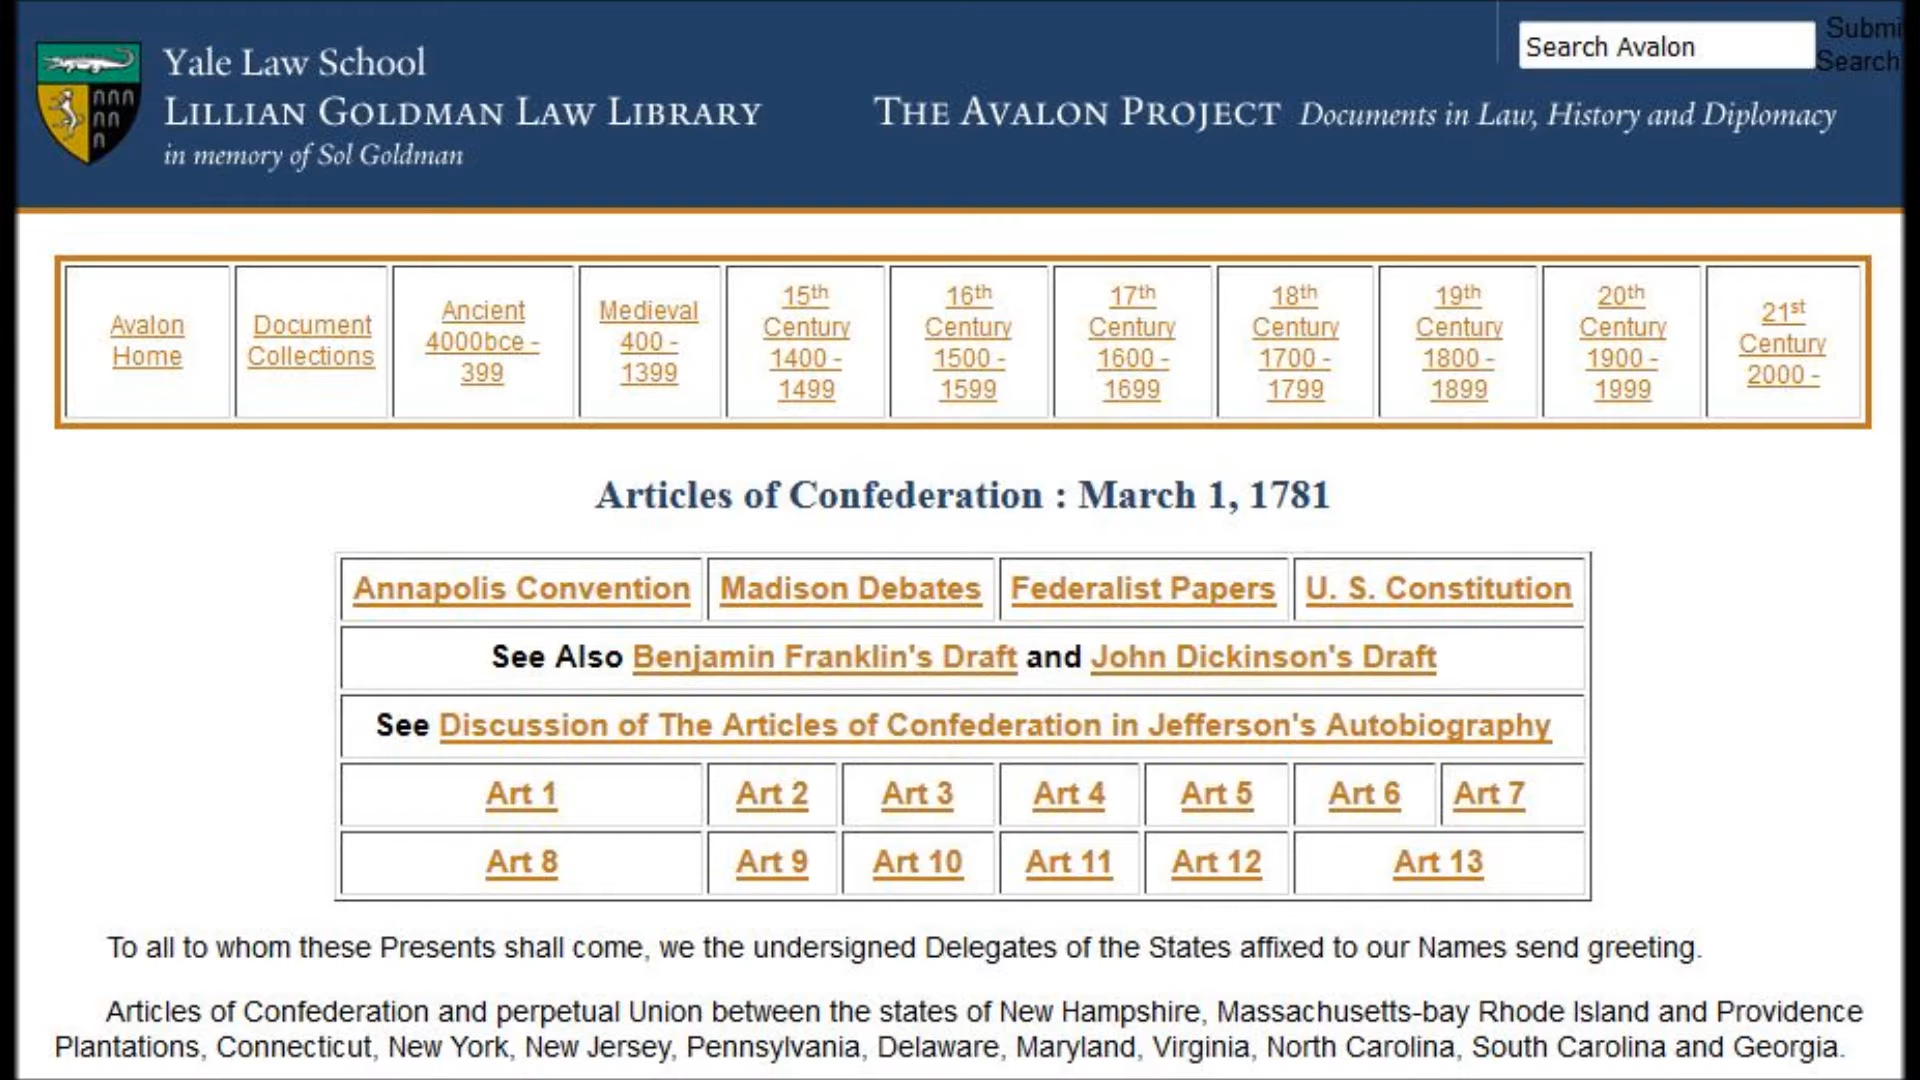 Submi
Search Avalon
Search
Yale Law School
LILLIAN GOLDMAN LAW LIBRARY
in memory of Sol Goldman
THE AVALON PROJECT Documents in Law, History and Diplomacy
Avalon Home
Document Collections
Ancient 4000bce - 399
Medieval 400 - 1399
15th Century 1400 - 1499
16th Century 1500 - 1599
17th Century 1600 - 1699
18th Century 1700 - 1799
19th Century 1800 - 1899
20th Century 1900 - 1999
21st Century 2000 -
Articles of Confederation : March 1, 1781
Annapolis Convention Madison Debates Federalist Papers U. S. Constitution
See Also Benjamin Franklin's Draft and John Dickinson's Draft
See Discussion of The Articles of Confederation in Jefferson's Autobiography
Art 1 Art 2 Art 3 Art 4 Art 5 Art 6 Art 7
Art 8 Art 9 Art 10 Art 11 Art 12 Art 13
To all to whom these Presents shall come, we the undersigned Delegates of the States affixed to our Names send greeting.
Articles of Confederation and perpetual Union between the states of New Hampshire, Massachusetts-bay Rhode Island and Providence
Plantations, Connecticut, New York, New Jersey, Pennsylvania, Delaware, Maryland, Virginia, North Carolina, South Carolina and Georgia.